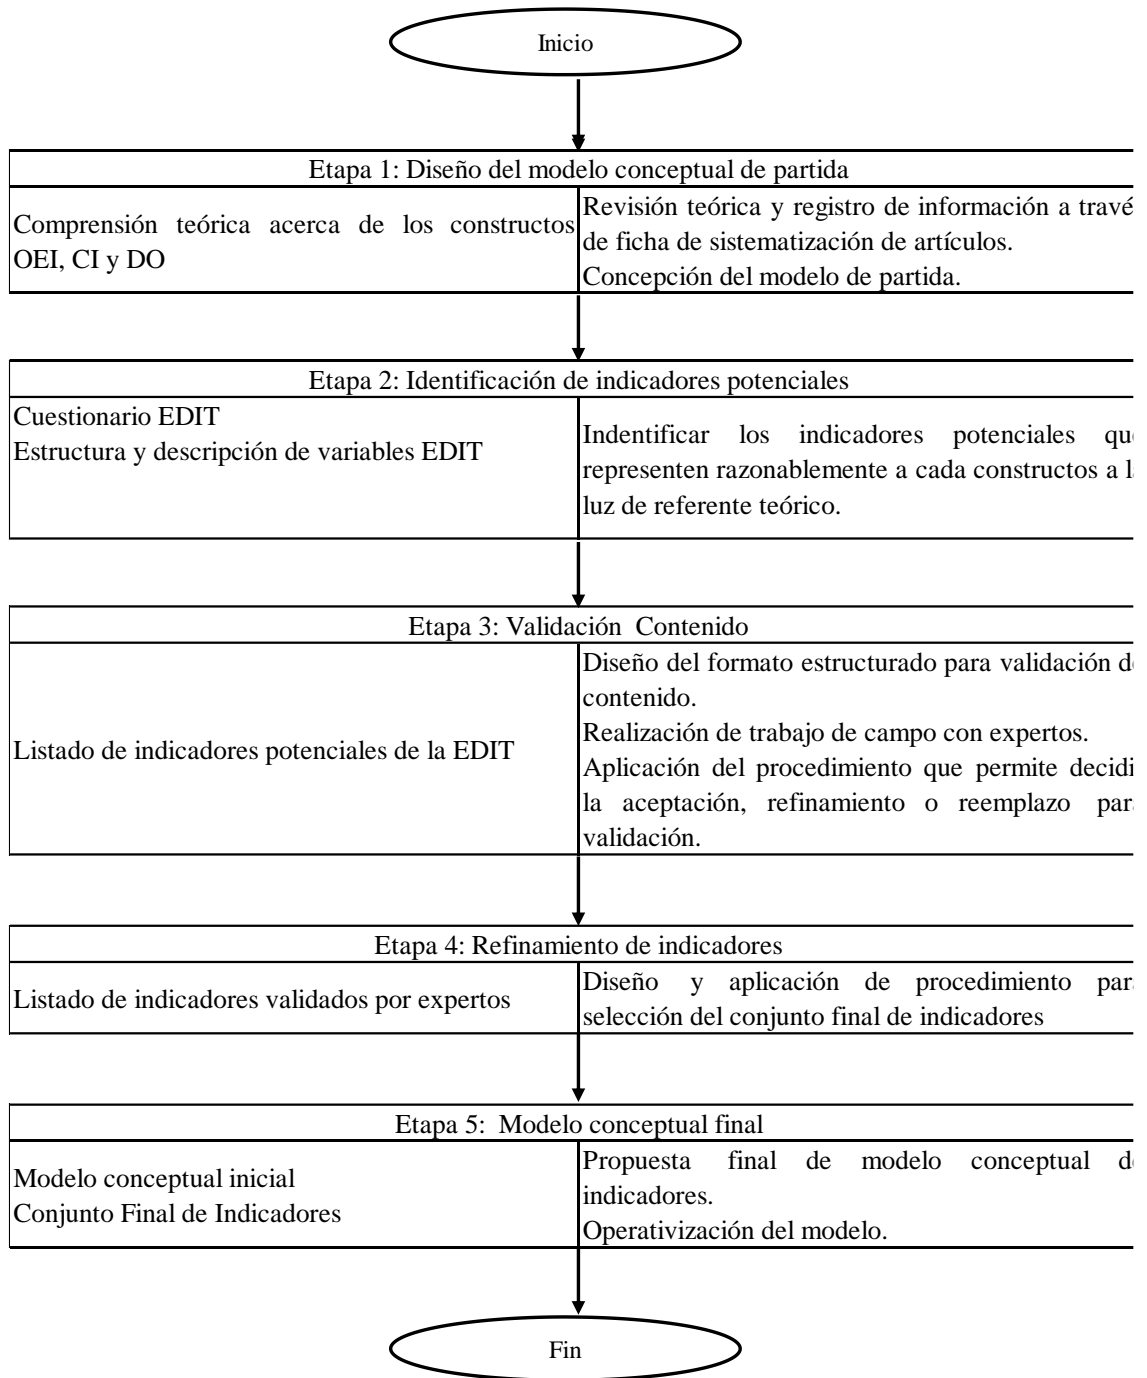 Inicio
Etapa 1: Diseño del modelo conceptual de partida
Comprensión teórica acerca de los constructos
OEI, CI y DO
Revisión teórica y registro de información a travé
de ficha de sistematización de artículos.
Concepción del modelo de partida.
Etapa 2: Identificación de indicadores potenciales
Cuestionario EDIT
Estructura y descripción de variables EDIT
Indentificar los indicadores potenciales que
representen razonablemente a cada constructos a la
luz de referente teórico.
Etapa 3: Validación Contenido
Listado de indicadores potenciales de la EDIT
Diseño del formato estructurado para validación de
contenido.
Realización de trabajo de campo con expertos.
Aplicación del procedimiento que permite decidi
la aceptación, refinamiento o reemplazo para
validación.
Etapa 4: Refinamiento de indicadores
Listado de indicadores validados por expertos
Diseño y aplicación de procedimiento para
selección del conjunto final de indicadores
Etapa 5: Modelo conceptual final
Modelo conceptual inicial
Conjunto Final de Indicadores
Propuesta final de modelo conceptual de
indicadores.
Operativización del modelo.
Fin